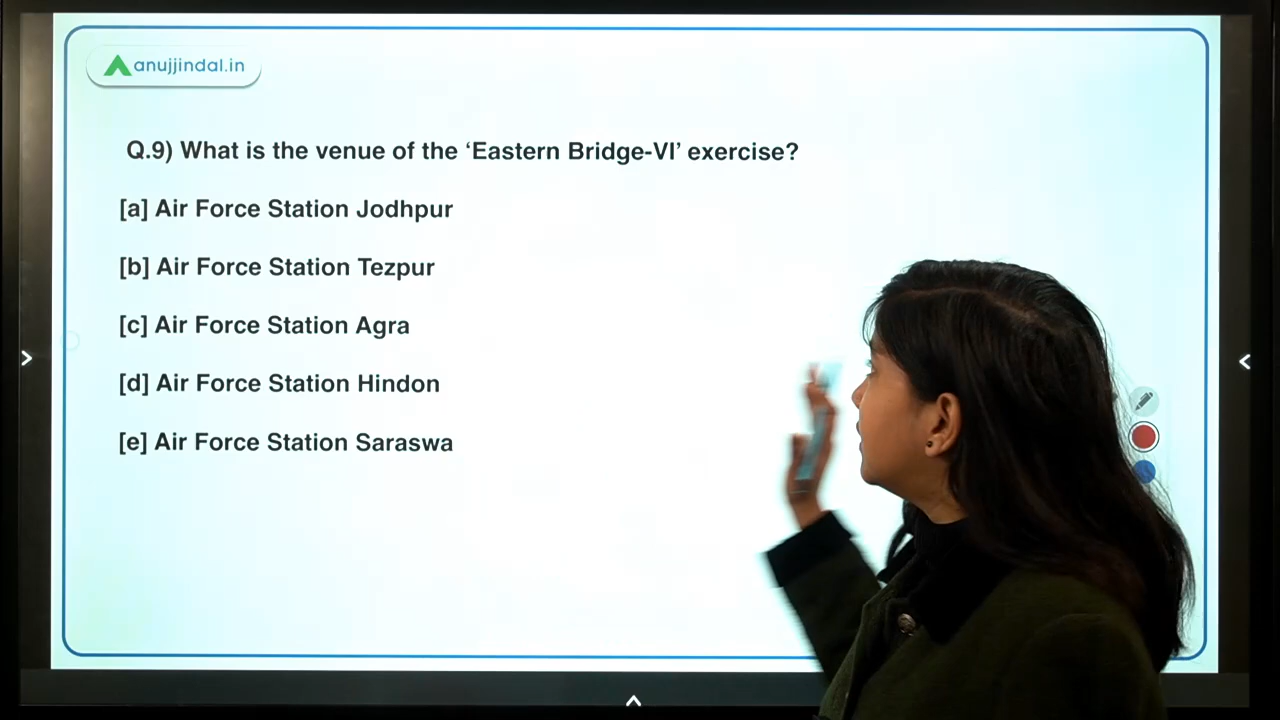 anujjindal.in
Q.9) What is the venue of the ‘Eastern Bridge-VI’ exercise?
[a] Air Force Station Jodhpur
[b] Air Force Station Tezpur
[c] Air Force Station Agra
[d] Air Force Station Hindon
[e] Air Force Station Saraswa